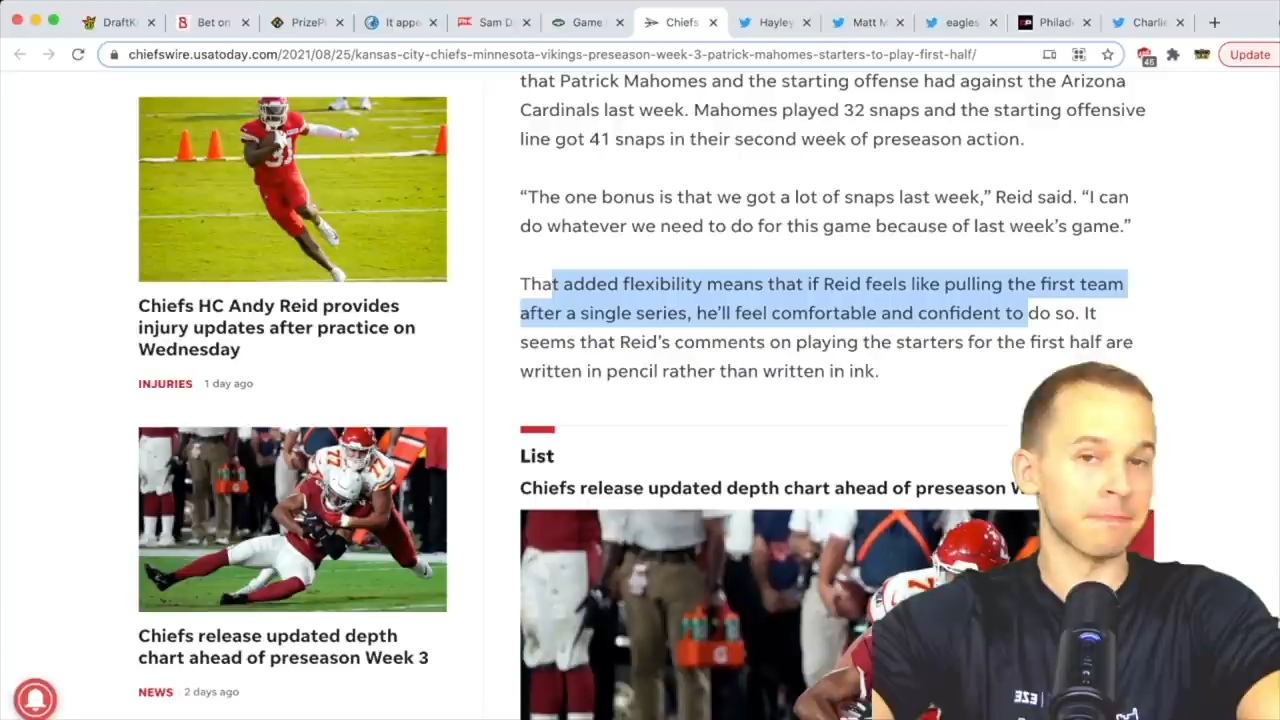 DraftK
Bet on
PrizeP
It appe
Sam D
Game
Chiefs
Hayley
Matt M
eagles
Philad
Charlie
chiefswire.usatoday.com/2021/08/25/kansas-city-chiefs-minnesota-vikings-preseason-week-3-patrick-mahomes-starters-to-play-first-half/
45
Update
that Patrick Mahomes and the starting offense had against the Arizona
Cardinals last week. Mahomes played 32 snaps and the starting offensive
line got 41 snaps in their second week of preseason action.
“The one bonus is that we got a lot of snaps last week,” Reid said. “I can
do whatever we need to do for this game because of last week’s game.”
That added flexibility means that if Reid feels like pulling the first team
after a single series, he’ll feel comfortable and confident to do so. It
seems that Reid’s comments on playing the starters for the first half are
written in pencil rather than written in ink.
31
Chiefs HC Andy Reid provides
injury updates after practice on
Wednesday
INJURIES 1 day ago
77
77
Chiefs release updated depth
chart ahead of preseason Week 3
NEWS 2 days ago
List
Chiefs release updated depth chart ahead of preseason